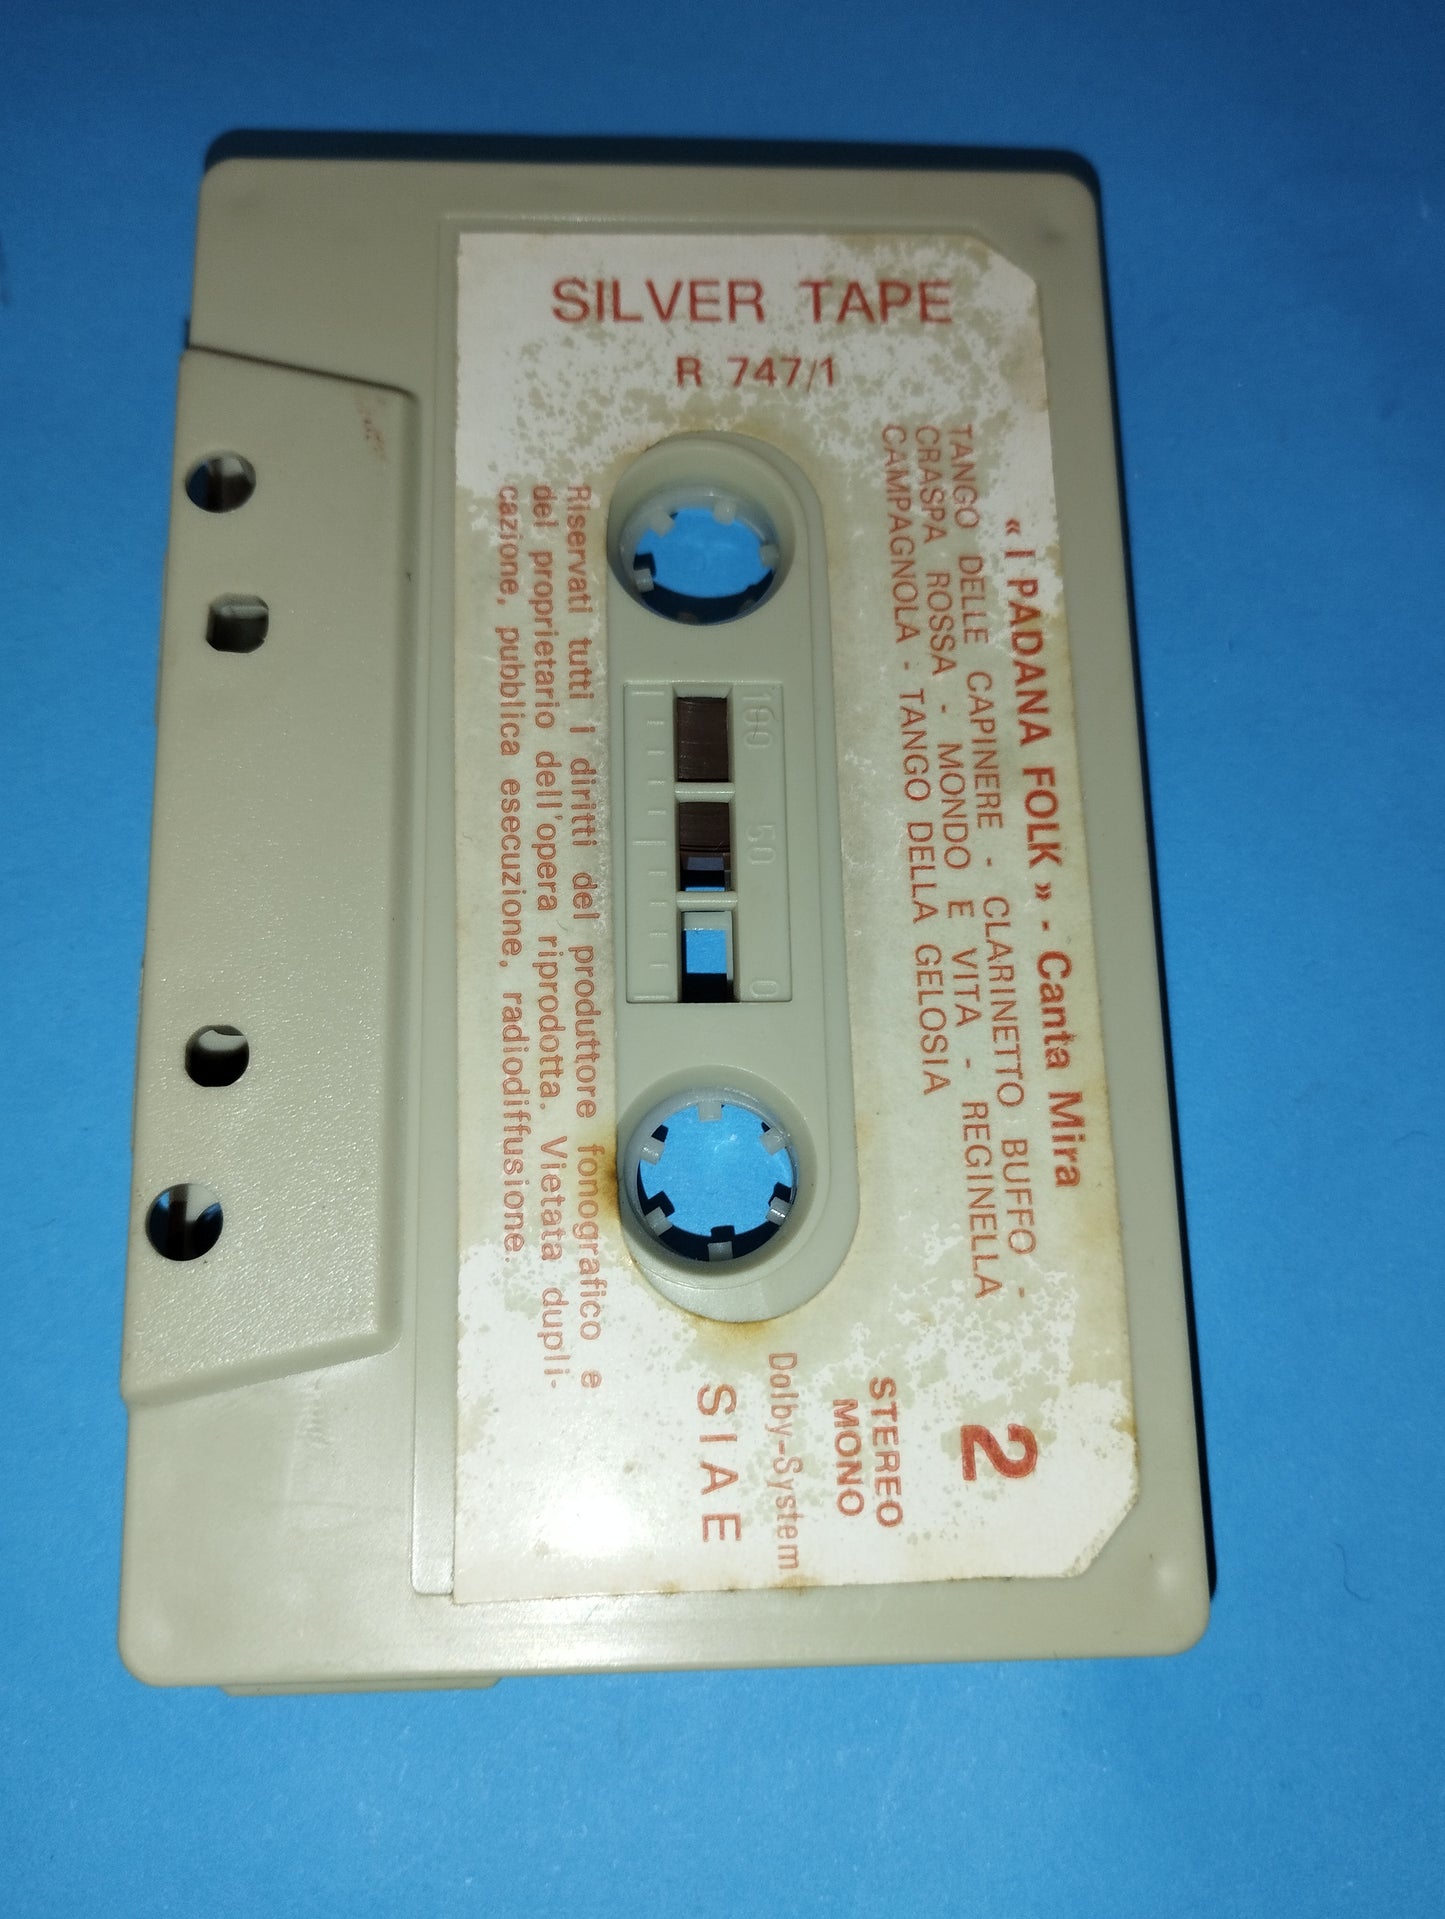 SILVER TAPE
R 747/1
« I PADANA FOLK » - Canta Mira
TANGO DELLE CAPINERE - CLARINETTO BUFFO -
CRASPA ROSSA - MONDO E VITA - REGINELLA
CAMPAGNOLA - TANGO DELLA GELOSIA
2
STEREO
MONO
Dolby-System
SIAE
100 50 0
Riservati tutti i diritti del produttore fonografico e
del proprietario dell'opera riprodotta. Vietata dupli-
cazione, pubblica esecuzione, radiodiffusione.